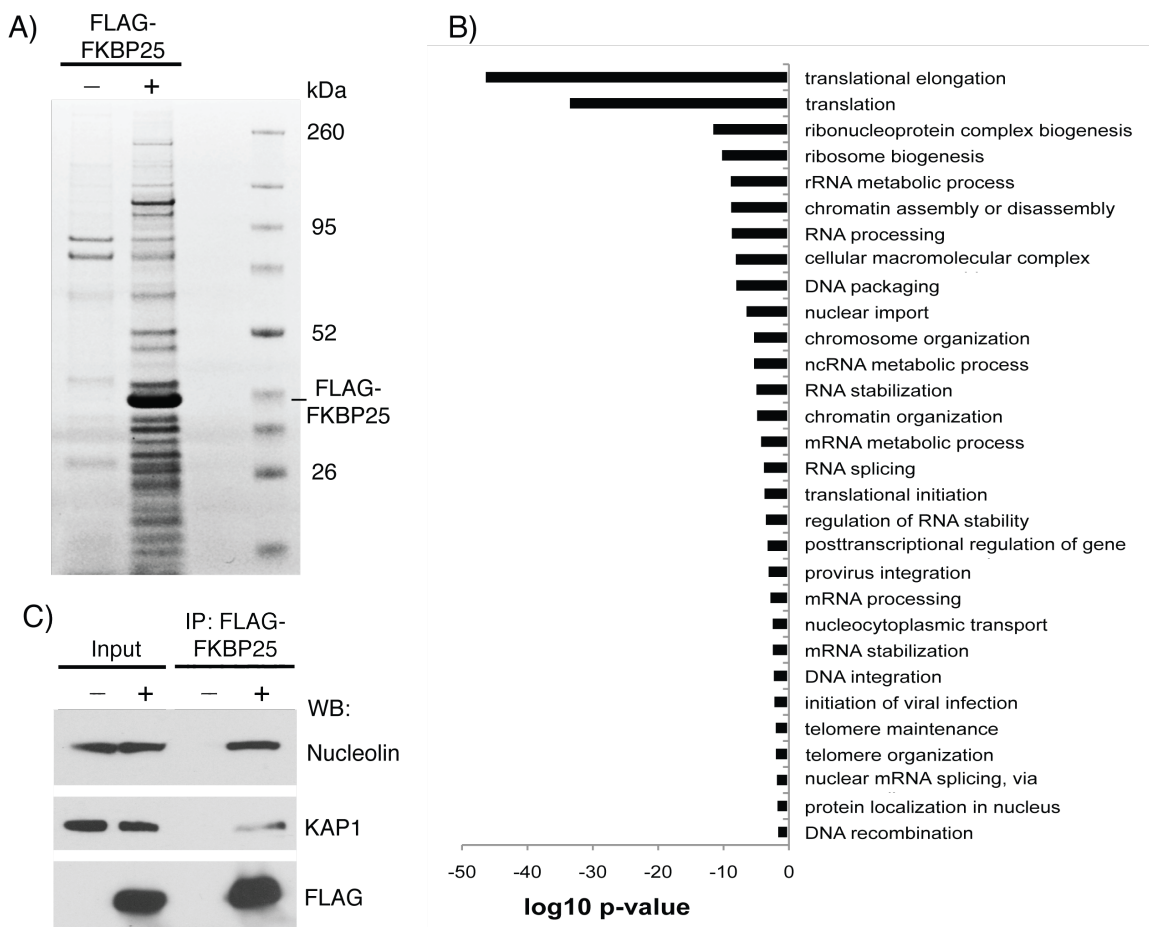 A)
FLAG-
FKBP25
– +
kDa
260
95
52
FLAG-
FKBP25
26
B)
translational elongation
translation
ribonucleoprotein complex biogenesis
ribosome biogenesis
rRNA metabolic process
chromatin assembly or disassembly
RNA processing
cellular macromolecular complex
DNA packaging
nuclear import
chromosome organization
ncRNA metabolic process
RNA stabilization
chromatin organization
mRNA metabolic process
RNA splicing
translational initiation
regulation of RNA stability
posttranscriptional regulation of gene
provirus integration
mRNA processing
nucleocytoplasmic transport
mRNA stabilization
DNA integration
initiation of viral infection
telomere maintenance
telomere organization
nuclear mRNA splicing, via
protein localization in nucleus
DNA recombination
-50 -40 -30 -20 -10 0
log10 p-value
C)
Input
IP: FLAG-
FKBP25
– + – +
WB:
Nucleolin
KAP1
FLAG